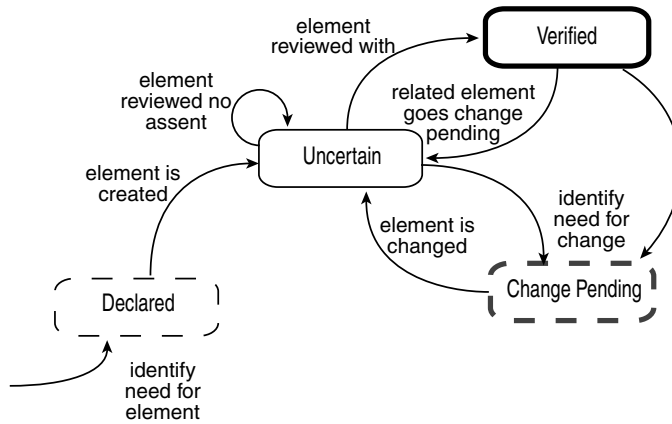 element
reviewed with
Verified
element
reviewed no
assent
related element
goes change
pending
Uncertain
element is
created
identify
need for
change
element is
changed
Declared
Change Pending
identify
need for
element